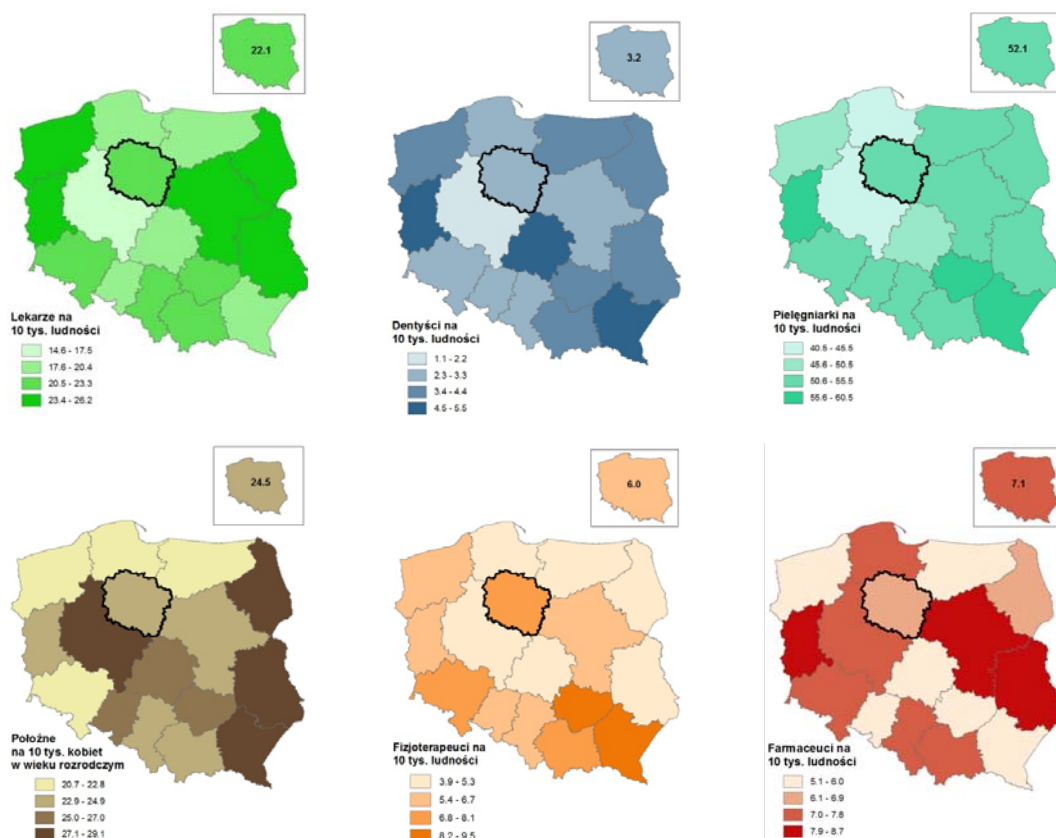 22.1
Lekarze na
10 tys. ludności
14.6 - 17.5
17.6 - 20.4
20.5 - 23.3
23.4 - 26.2
3.2
Dentyści na
10 tys. ludności
1.1 - 2.2
2.3 - 3.3
3.4 - 4.4
4.5 - 5.5
52.1
Pielęgniarki na
10 tys. ludności
40.5 - 45.5
45.6 - 50.5
50.6 - 55.5
55.6 - 60.5
24.5
Położne
na 10 tys. kobiet
w wieku rozrodczym
20.7 - 22.8
22.9 - 24.9
25.0 - 27.0
27.1 - 29.1
6.0
Fizjoterapeuci na
10 tys. ludności
3.9 - 5.3
5.4 - 6.7
6.8 - 8.1
8.2 - 9.5
7.1
Farmaceuci na
10 tys. ludności
5.1 - 6.0
6.1 - 6.9
7.0 - 7.8
7.9 - 8.7